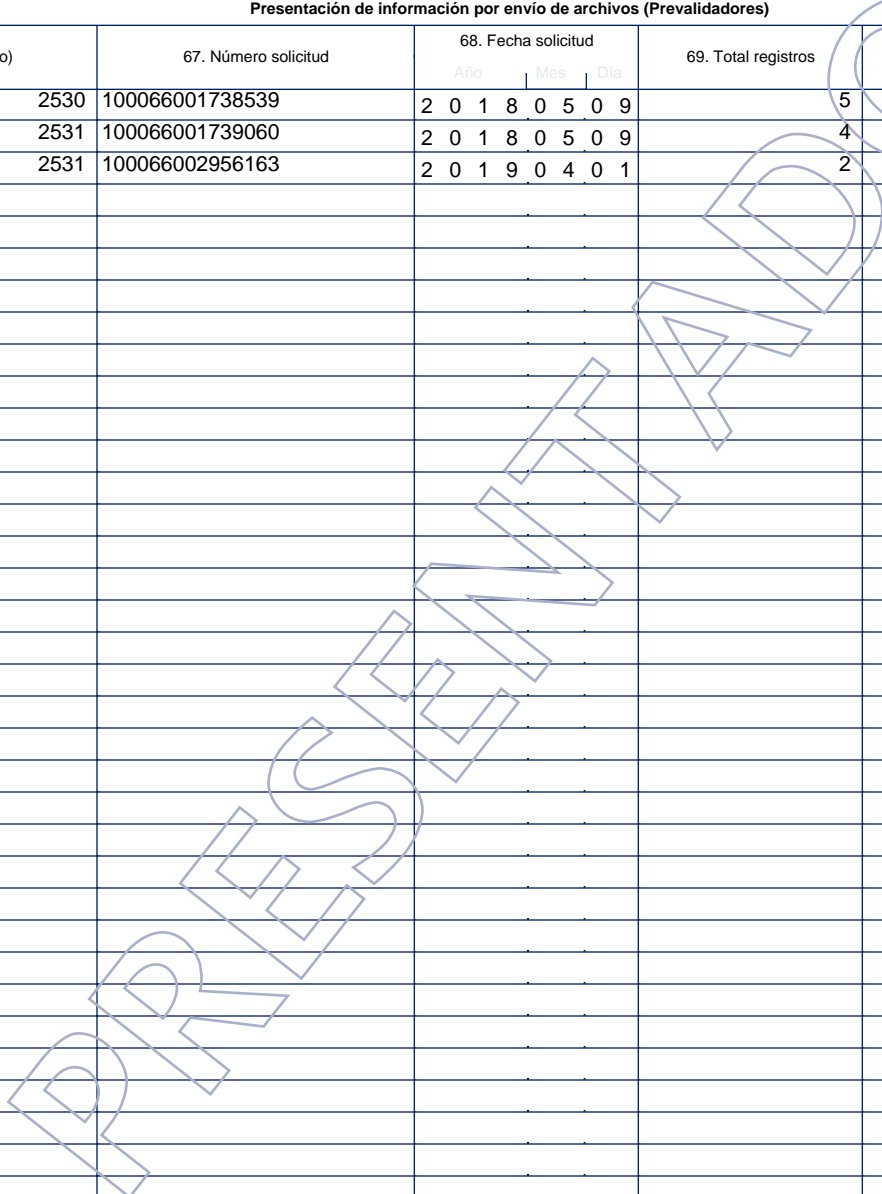 Presentación de información por envío de archivos (Prevalidadores)
o) 67. Número solicitud 68. Fecha solicitud 69. Total registros
Año Mes Día
2530 100066001738539 2 0 1 8 0 5 0 9 5
2531 100066001739060 2 0 1 8 0 5 0 9 4
2531 100066002956163 2 0 1 9 0 4 0 1 2
PRESENTADO